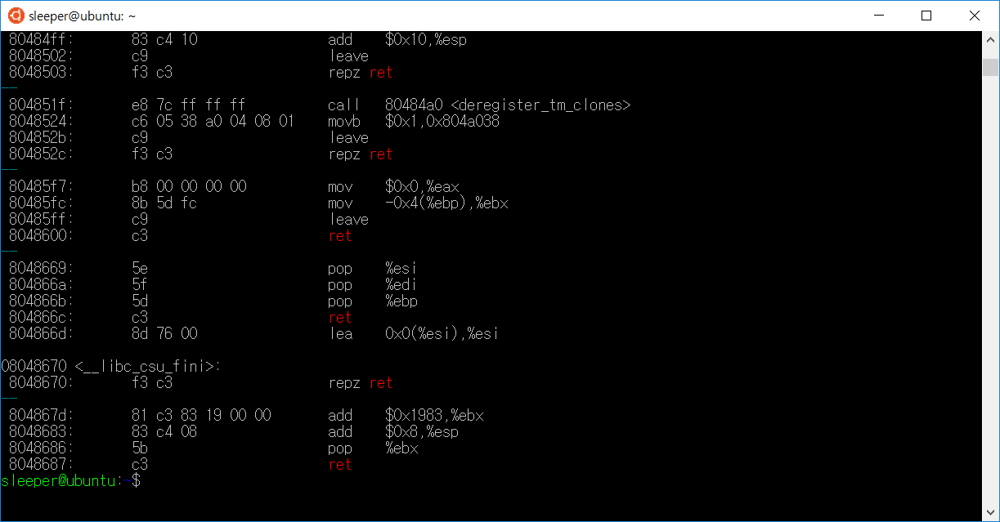 sleeper@ubuntu: ~
80484ff: 83 c4 10 add $0x10,%esp
8048502: c9 leave
8048503: f3 c3 repz ret
--
804851f: e8 7c ff ff ff call 80484a0 <deregister_tm_clones>
8048524: c6 05 38 a0 04 08 01 movb $0x1,0x804a038
804852b: c9 leave
804852c: f3 c3 repz ret
--
80485f7: b8 00 00 00 00 mov $0x0,%eax
80485fc: 8b 5d fc mov -0x4(%ebp),%ebx
80485ff: c9 leave
8048600: c3 ret
--
8048669: 5e pop %esi
804866a: 5f pop %edi
804866b: 5d pop %ebp
804866c: c3 ret
804866d: 8d 76 00 lea 0x0(%esi),%esi
08048670 <__libc_csu_fini>:
8048670: f3 c3 repz ret
--
804867d: 81 c3 83 19 00 00 add $0x1983,%ebx
8048683: 83 c4 08 add $0x8,%esp
8048686: 5b pop %ebx
8048687: c3 ret
sleeper@ubuntu:~$